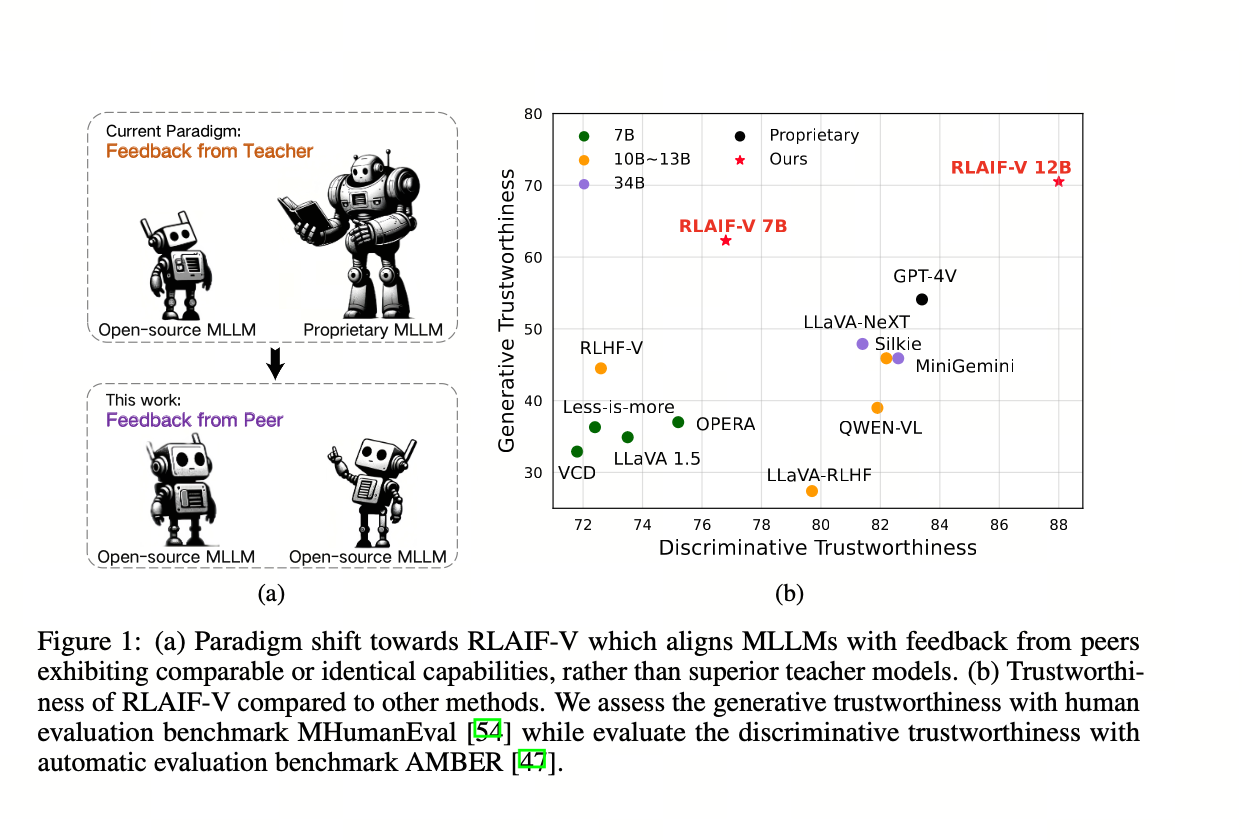 Current Paradigm:
Feedback from Teacher
Open-source MLLM
Proprietary MLLM
This work:
Feedback from Peer
Open-source MLLM
Open-source MLLM
(a)
80
70
60
50
40
30
Generative Trustworthiness
7B
10B~13B
34B
Proprietary
Ours
RLAIF-V 12B
RLAIF-V 7B
GPT-4V
LLaVA-NeXT
Silkie
MiniGemini
RLHF-V
Less-is-more
OPERA
QWEN-VL
LLaVA 1.5
VCD
LLaVA-RLHF
72 74 76 78 80 82 84 86 88
Discriminative Trustworthiness
(b)
Figure 1: (a) Paradigm shift towards RLAIF-V which aligns MLLMs with feedback from peers
exhibiting comparable or identical capabilities, rather than superior teacher models. (b) Trustworthi-
ness of RLAIF-V compared to other methods. We assess the generative trustworthiness with human
evaluation benchmark MHumanEval [54] while evaluate the discriminative trustworthiness with
automatic evaluation benchmark AMBER [47].